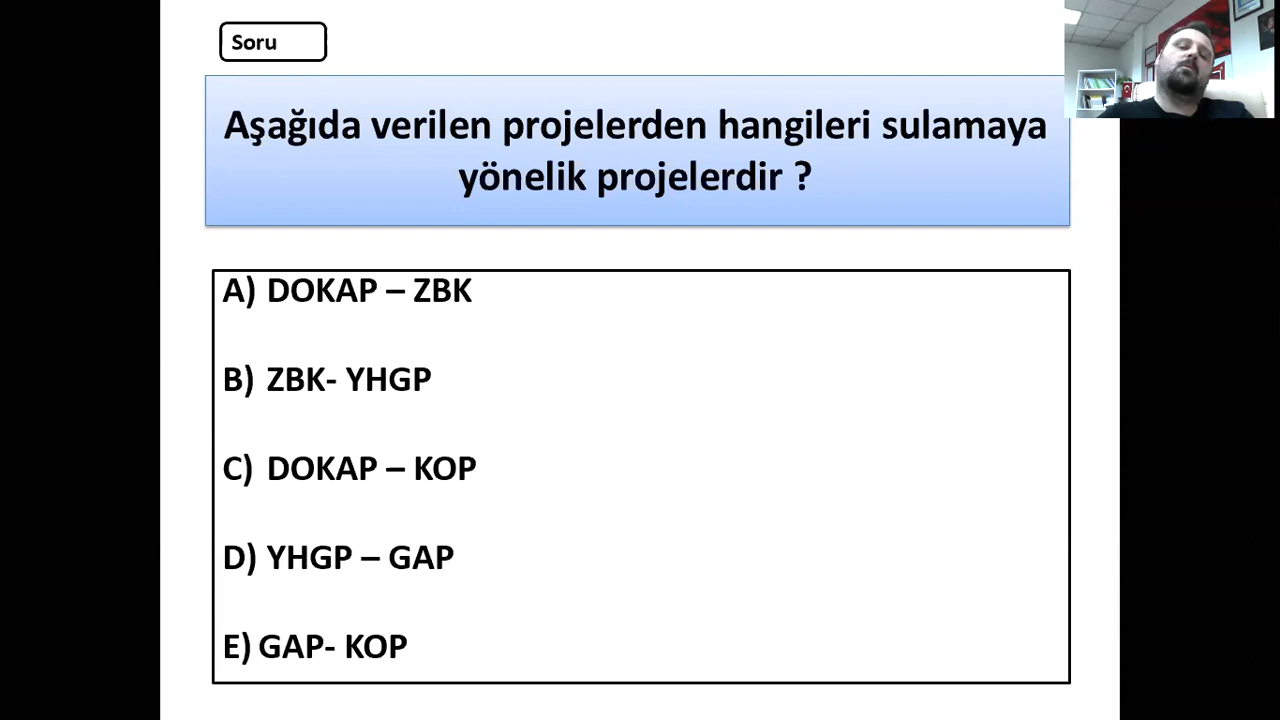 Soru
Aşağıda verilen projelerden hangileri sulamaya
yönelik projelerdir ?
A) DOKAP – ZBK
B) ZBK- YHGP
C) DOKAP – KOP
D) YHGP – GAP
E) GAP- KOP